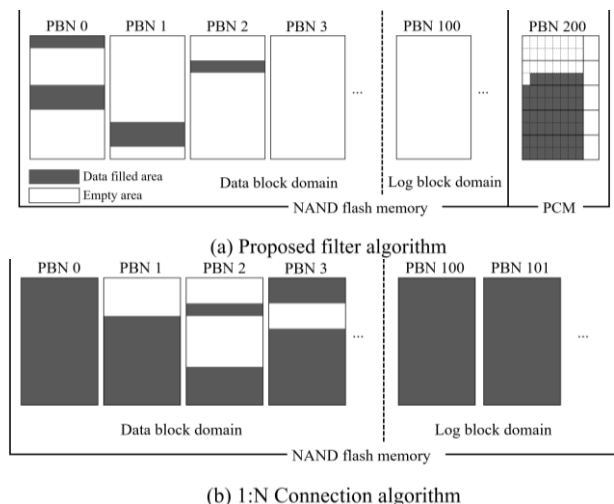 PBN 0 PBN 1 PBN 2 PBN 3 PBN 100 PBN 200
... ...
Data filled area
Empty area
Data block domain Log block domain
NAND flash memory PCM
(a) Proposed filter algorithm
PBN 0 PBN 1 PBN 2 PBN 3 PBN 100 PBN 101
... ...
Data block domain Log block domain
NAND flash memory
(b) 1:N Connection algorithm